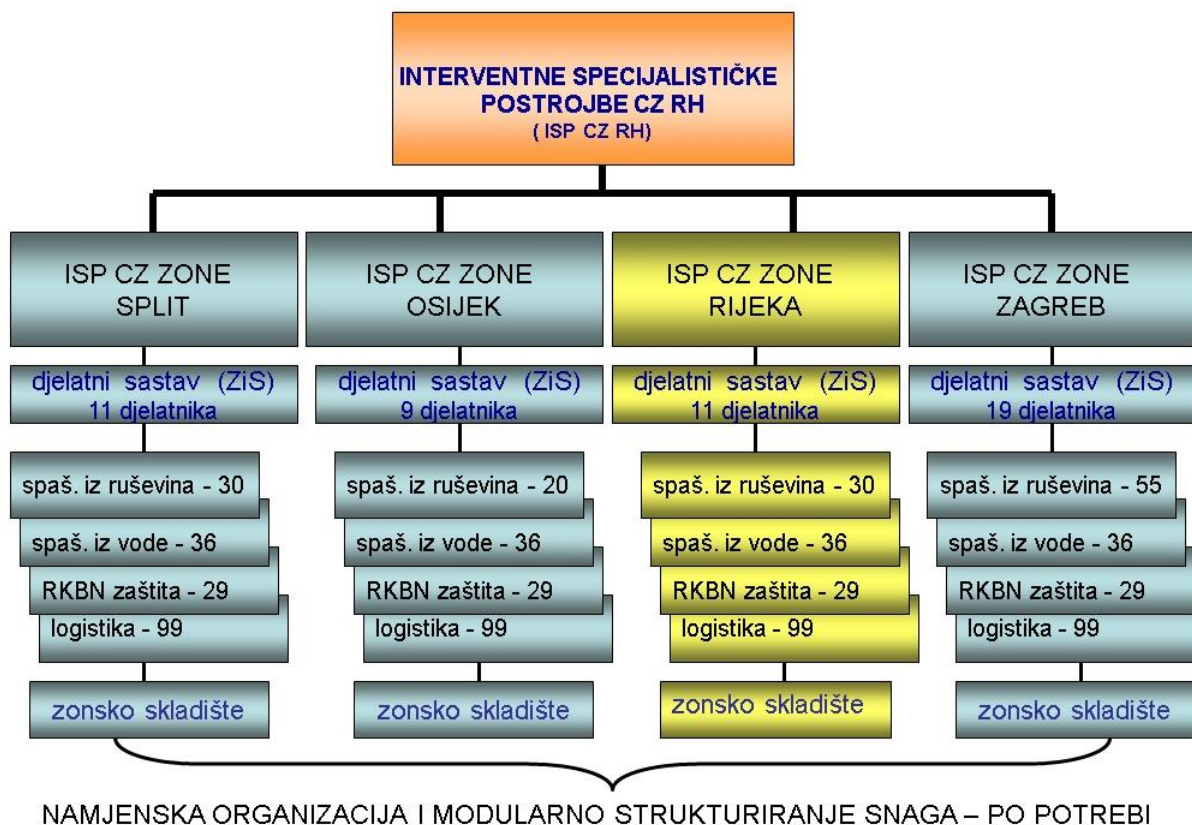 INTERVENTNE SPECIJALISTIČKE
POSTROJBE CZ RH
( ISP CZ RH)
ISP CZ ZONE
SPLIT
djelatni sastav (ZiS)
11 djelatnika
spaš. iz ruševina - 30
spaš. iz vode - 36
RKBN zaštita - 29
logistika - 99
zonsko skladište
ISP CZ ZONE
OSIJEK
djelatni sastav (ZiS)
9 djelatnika
spaš. iz ruševina - 20
spaš. iz vode - 36
RKBN zaštita - 29
logistika - 99
zonsko skladište
ISP CZ ZONE
RIJEKA
djelatni sastav (ZiS)
11 djelatnika
spaš. iz ruševina - 30
spaš. iz vode - 36
RKBN zaštita - 29
logistika - 99
zonsko skladište
ISP CZ ZONE
ZAGREB
djelatni sastav (ZiS)
19 djelatnika
spaš. iz ruševina - 55
spaš. iz vode - 36
RKBN zaštita - 29
logistika - 99
zonsko skladište
NAMJENSKA ORGANIZACIJA I MODULARNO STRUKTURIRANJE SNAGA – PO POTREBI